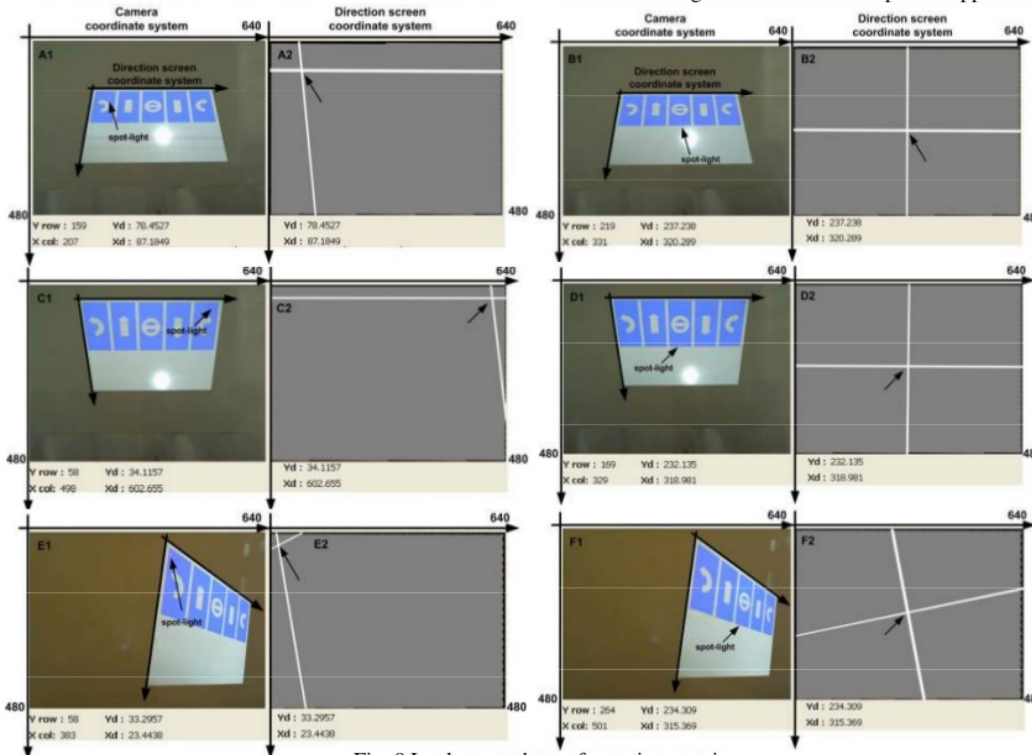 Camera
coordinate system
640
Direction screen
coordinate system
A1
Direction screen
coordinate system
spot-light
A2
480
480
Y row : 159 Yd : 78.4527
X col: 207 Xd : 87.1849
Yd : 78.4527
Xd : 87.1849
Camera
coordinate system
640
Direction screen
coordinate system
B1
Direction screen
coordinate system
spot-light
B2
480
Y row : 219 Yd : 237.238
X col: 331 Xd : 320.289
Yd : 237.238
Xd : 320.289
640
640
C1
spot-light
C2
480
480
Y row : 58 Yd : 34.1157
X col: 498 Xd : 602.655
Yd : 34.1157
Xd : 602.655
640
640
D1
spot-light
D2
480
Y row : 169 Yd : 232.135
X col: 329 Xd : 318.981
Yd : 232.135
Xd : 318.981
640
640
E1
spot-light
E2
480
480
Y row : 58 Yd : 33.2957
X col: 383 Xd : 23.4438
Yd : 33.2957
Xd : 23.4438
640
640
F1
spot-light
F2
480
Y row : 264 Yd : 234.309
X col: 501 Xd : 315.369
Yd : 234.309
Xd : 315.369